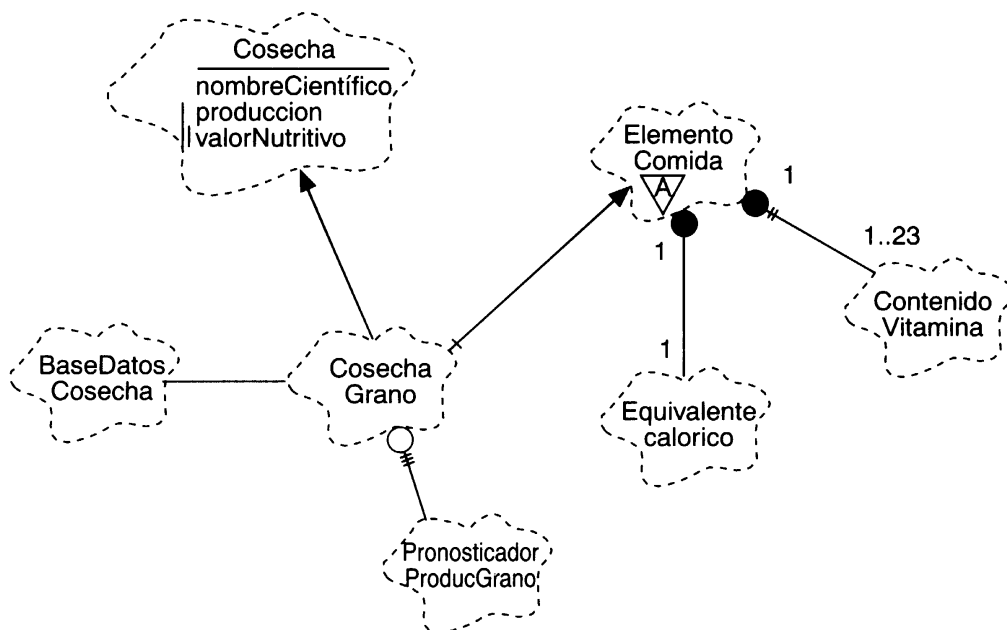 Cosecha
nombreCientífico
produccion
valorNutritivo
Elemento
Comida
A
1
1
1..23
Contenido
Vitamina
BaseDatos
Cosecha
Cosecha
Grano
1
Equivalente
calorico
Pronosticador
ProducGrano